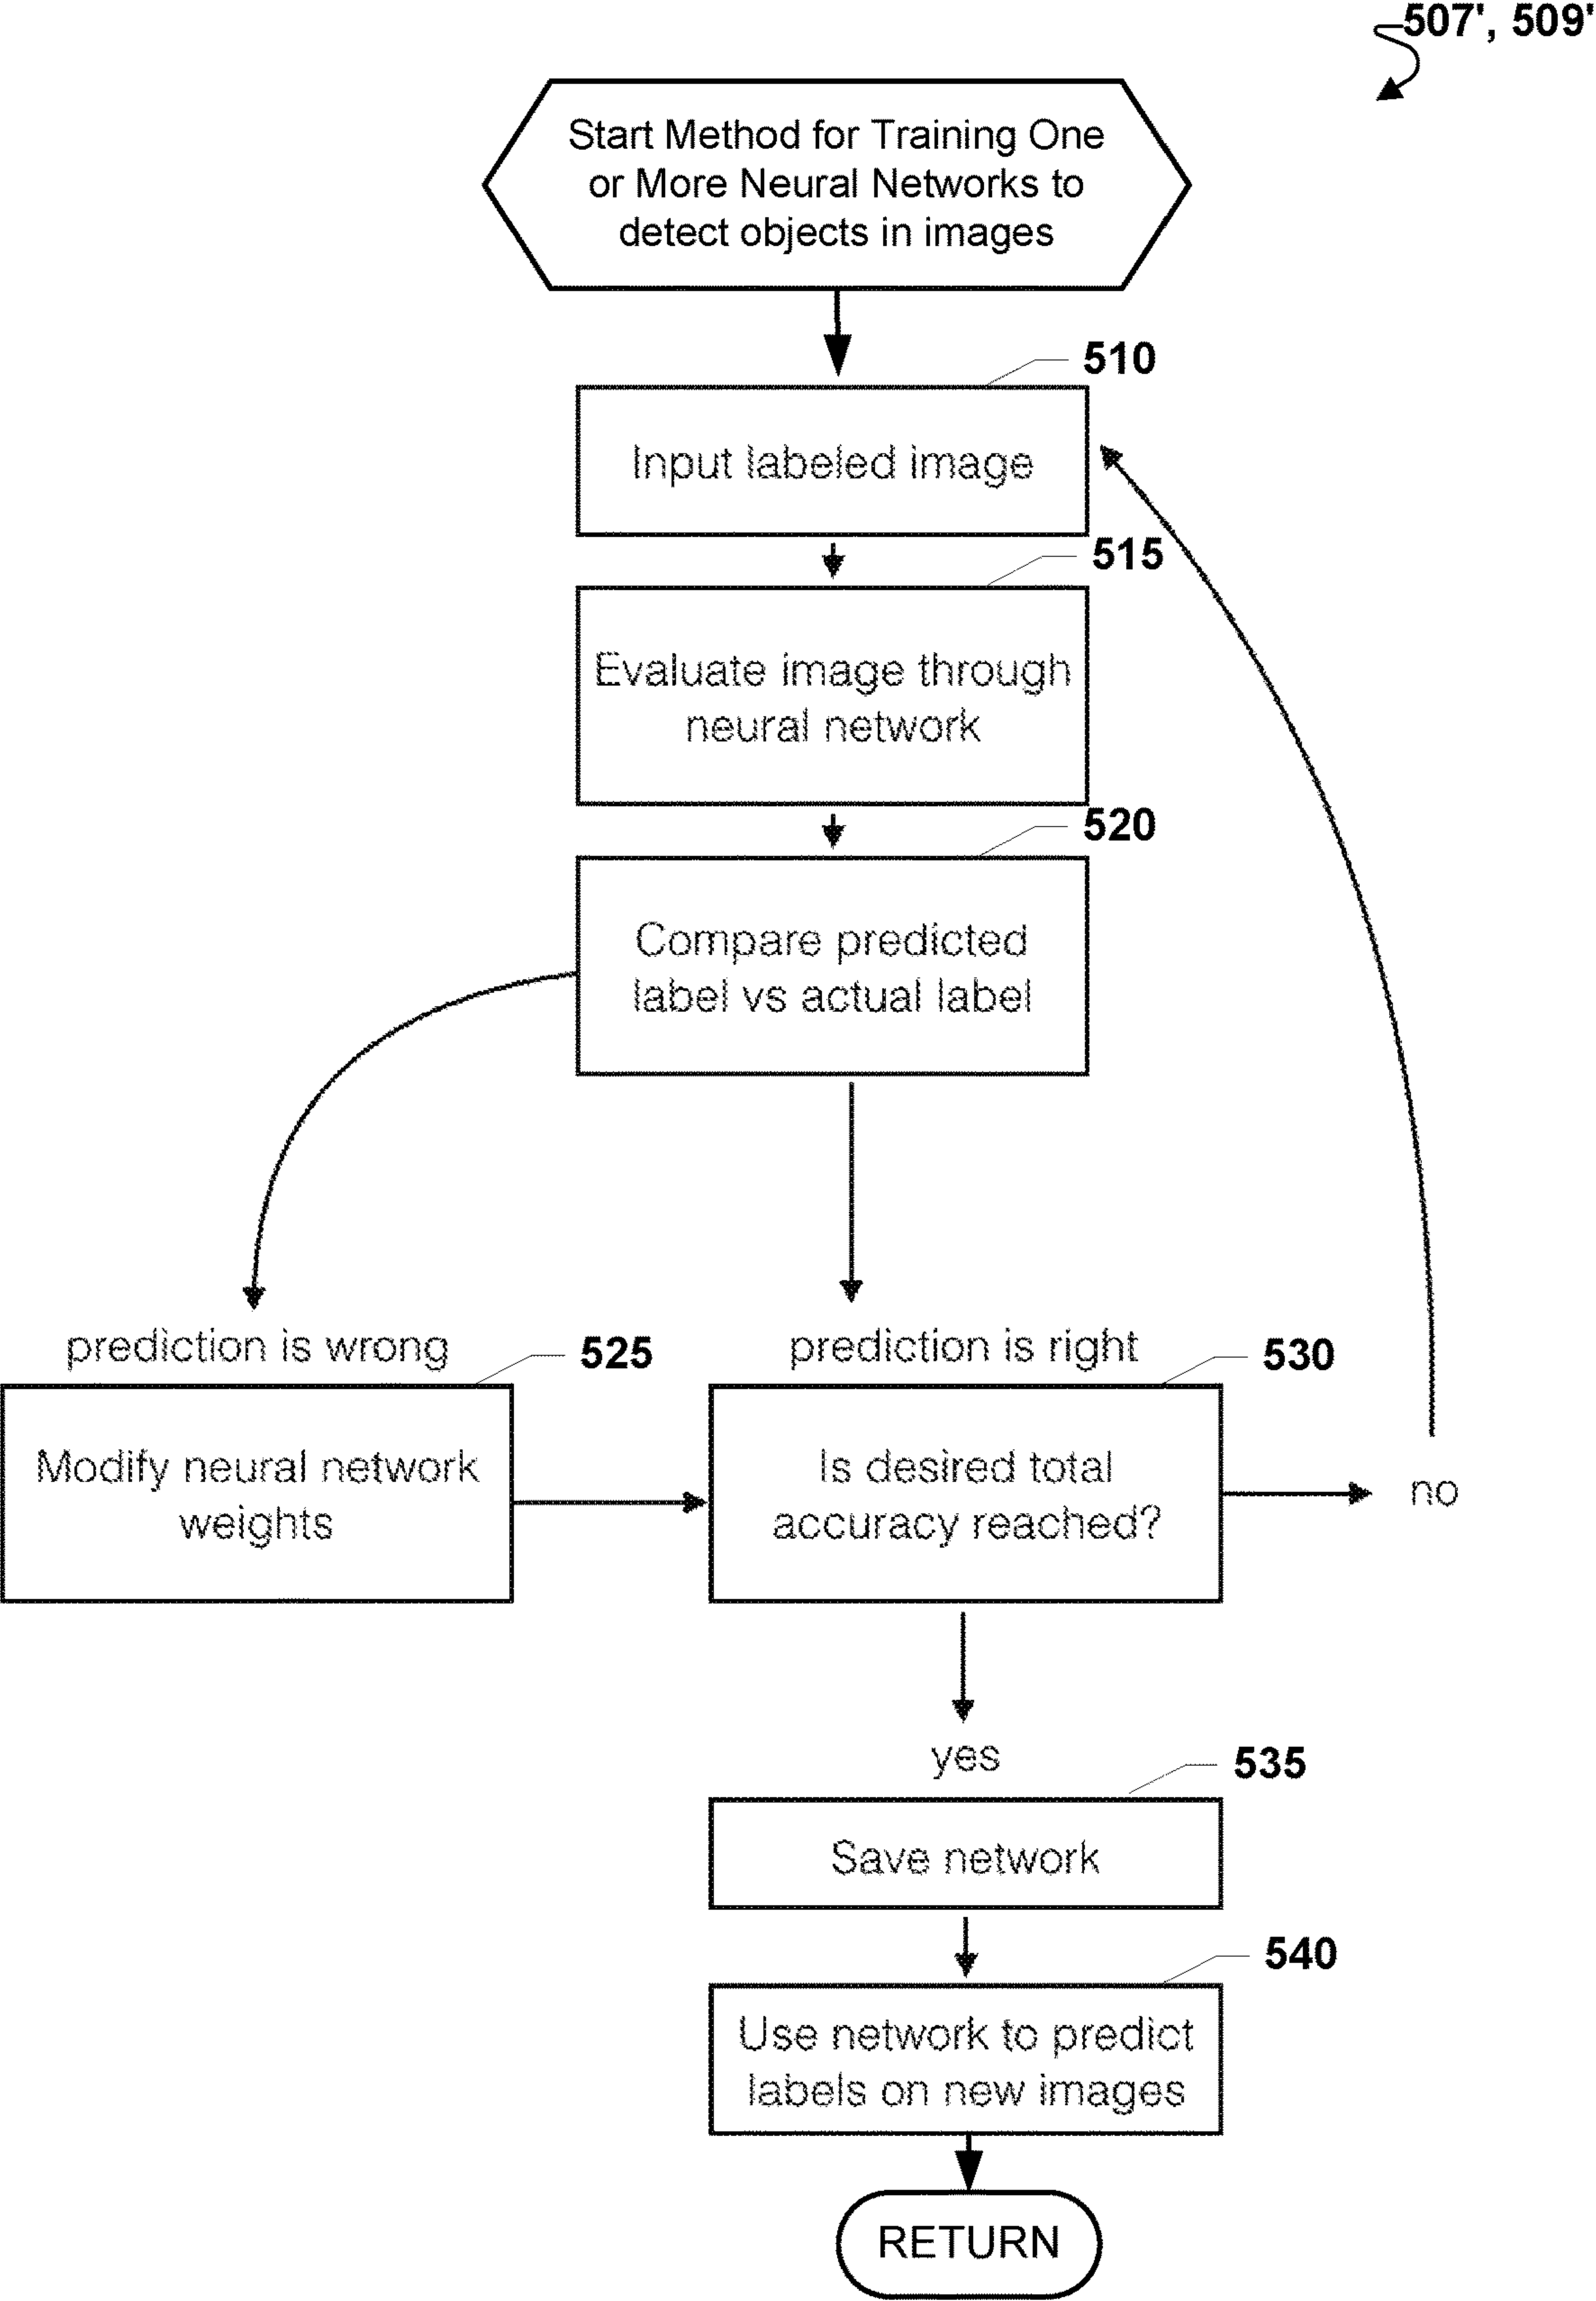 507', 509'
Start Method for Training One
or More Neural Networks to
detect objects in images
510
Input labeled image
515
Evaluate image through
neural network
520
Compare predicted
label vs actual label
prediction is wrong
525
prediction is right
530
Modify neural network
weights
Is desired total
accuracy reached?
no
yes
535
Save network
540
Use network to predict
labels on new images
RETURN